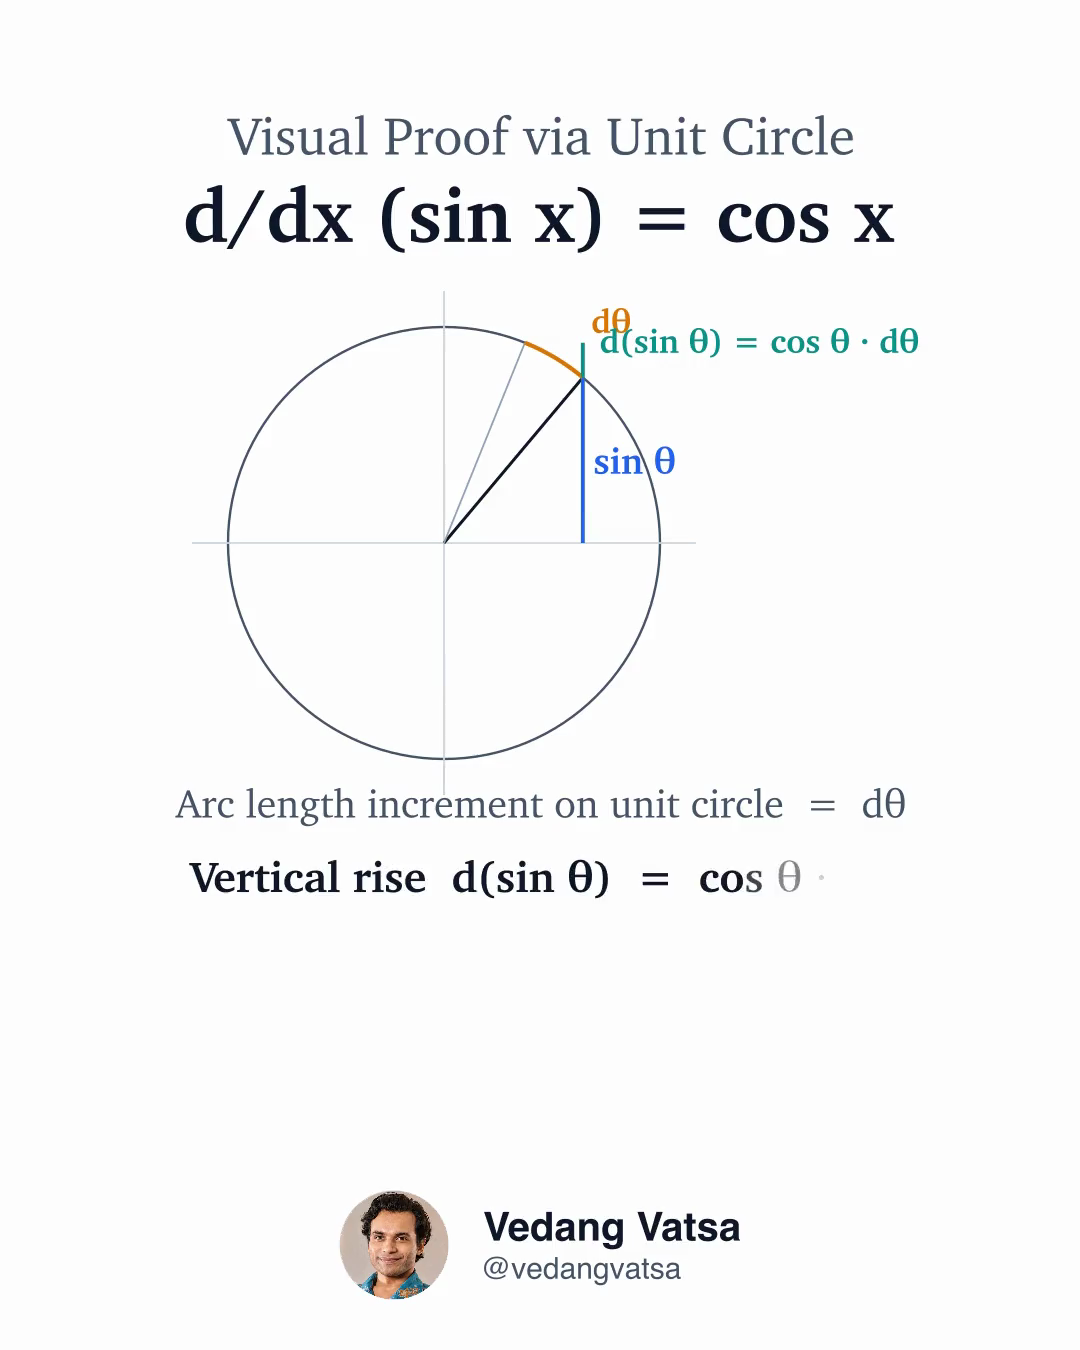 Visual Proof via Unit Circle
d/dx (sin x) = cos x
dθ
d(sin θ) = cos θ · dθ
sin θ
Arc length increment on unit circle = dθ
Vertical rise d(sin θ) = cos θ ·
Vedang Vatsa
@vedangvatsa